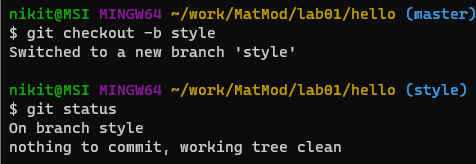 nikit@MSI MINGW64 ~/work/MatMod/lab01/hello (master)
$ git checkout -b style
Switched to a new branch 'style'
nikit@MSI MINGW64 ~/work/MatMod/lab01/hello (style)
$ git status
On branch style
nothing to commit, working tree clean